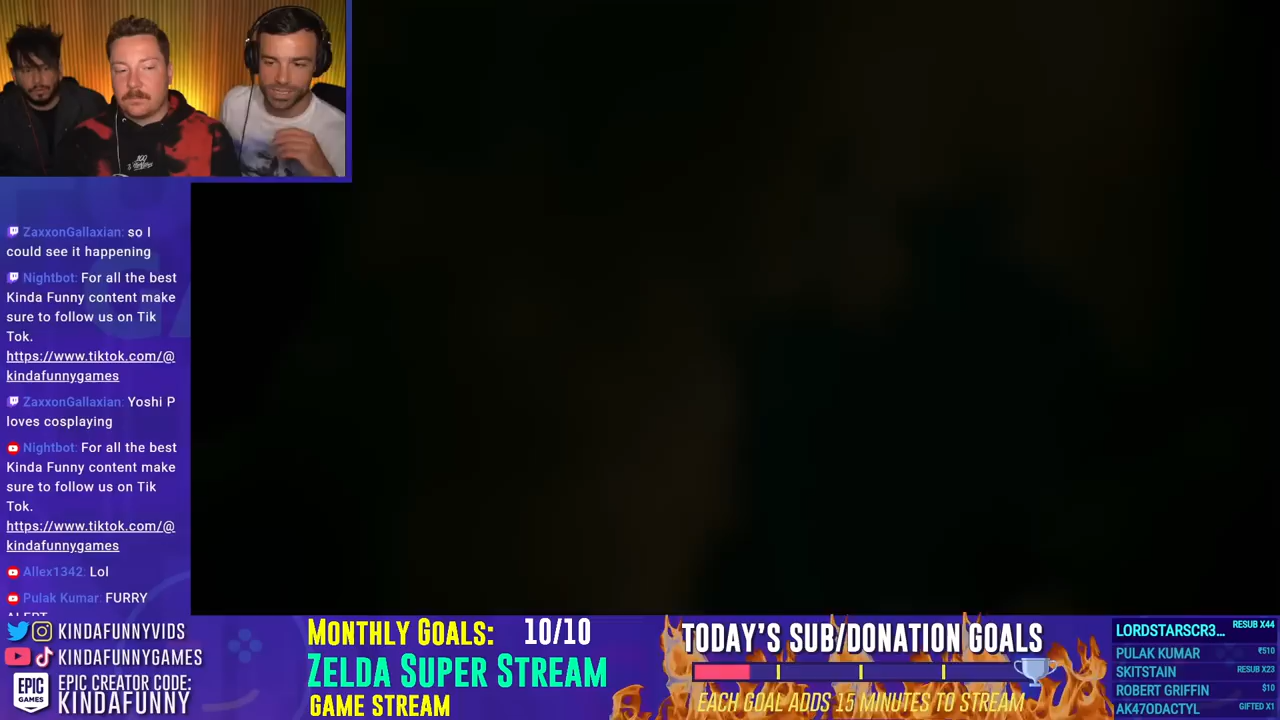 ZaxxonGallaxian: so I
could see it happening
Nightbot: For all the best
Kinda Funny content make
sure to follow us on Tik
Tok.
https://www.tiktok.com/@
kindafunnygames
ZaxxonGallaxian: Yoshi P
loves cosplaying
Nightbot: For all the best
Kinda Funny content make
sure to follow us on Tik
Tok.
https://www.tiktok.com/@
kindafunnygames
Allex1342: Lol
Pulak Kumar: FURRY
ALERT
KINDAFUNNYVIDS
KINDAFUNNYGAMES
EPIC GAMES
EPIC CREATOR CODE:
KINDAFUNNY
MONTHLY GOALS: 10/10
ZELDA SUPER STREAM
GAME STREAM
TODAY'S SUB/DONATION GOALS
EACH GOAL ADDS 15 MINUTES TO STREAM
LORDSTARSCR3... RESUB X44
PULAK KUMAR ₹510
SKITSTAIN RESUB X23
ROBERT GRIFFIN $10
AK47ODACTYL GIFTED X1